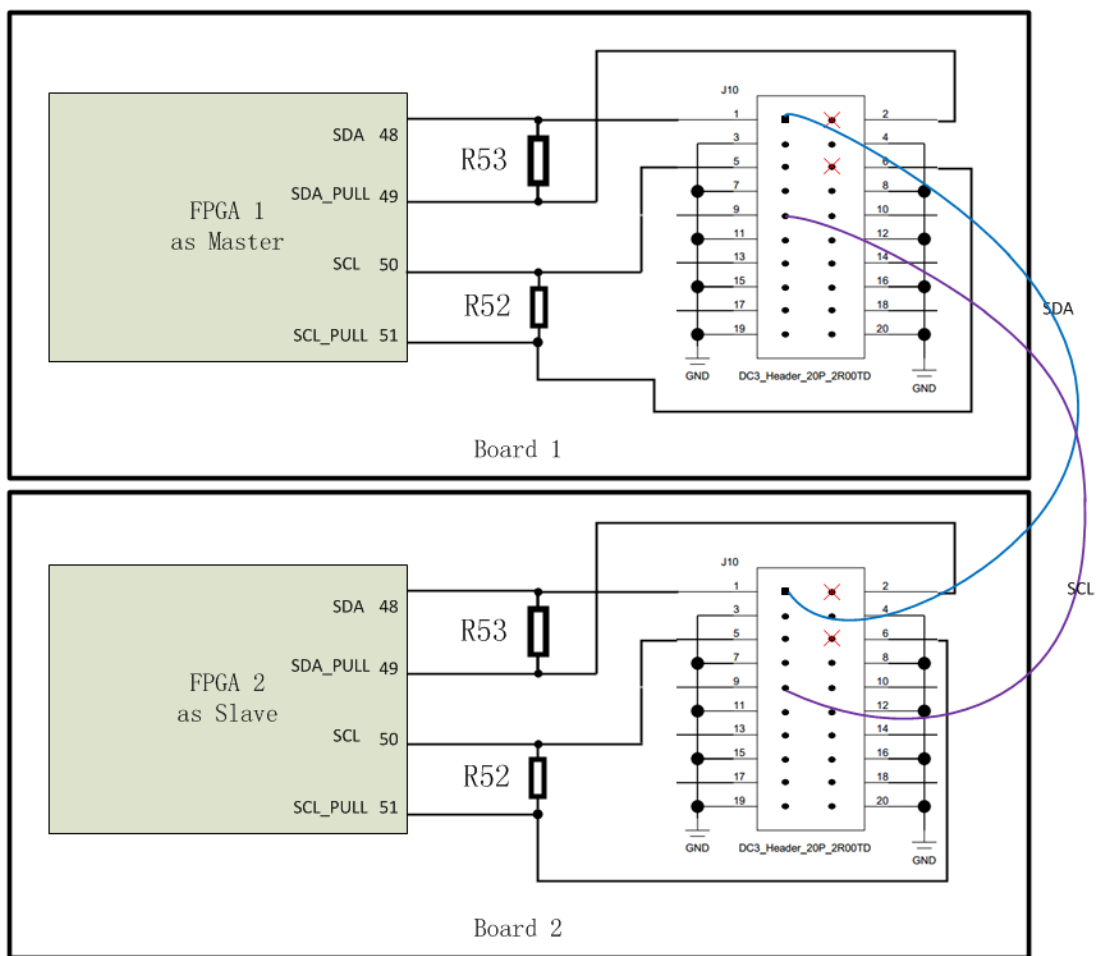 J10
SDA 48
1
2
3
4
R53
5
6
SDA_PULL 49
7
8
FPGA 1
as Master
9
10
11
12
SCL 50
13
14
15
16
R52
17
18
SDA
SCL_PULL 51
19
20
GND
DC3_Header_20P_2R00TD
GND
Board 1
J10
SDA 48
1
2
3
4
SCL
R53
5
6
SDA_PULL 49
7
8
FPGA 2
as Slave
9
10
11
12
SCL 50
13
14
15
16
R52
17
18
SCL_PULL 51
19
20
GND
DC3_Header_20P_2R00TD
GND
Board 2